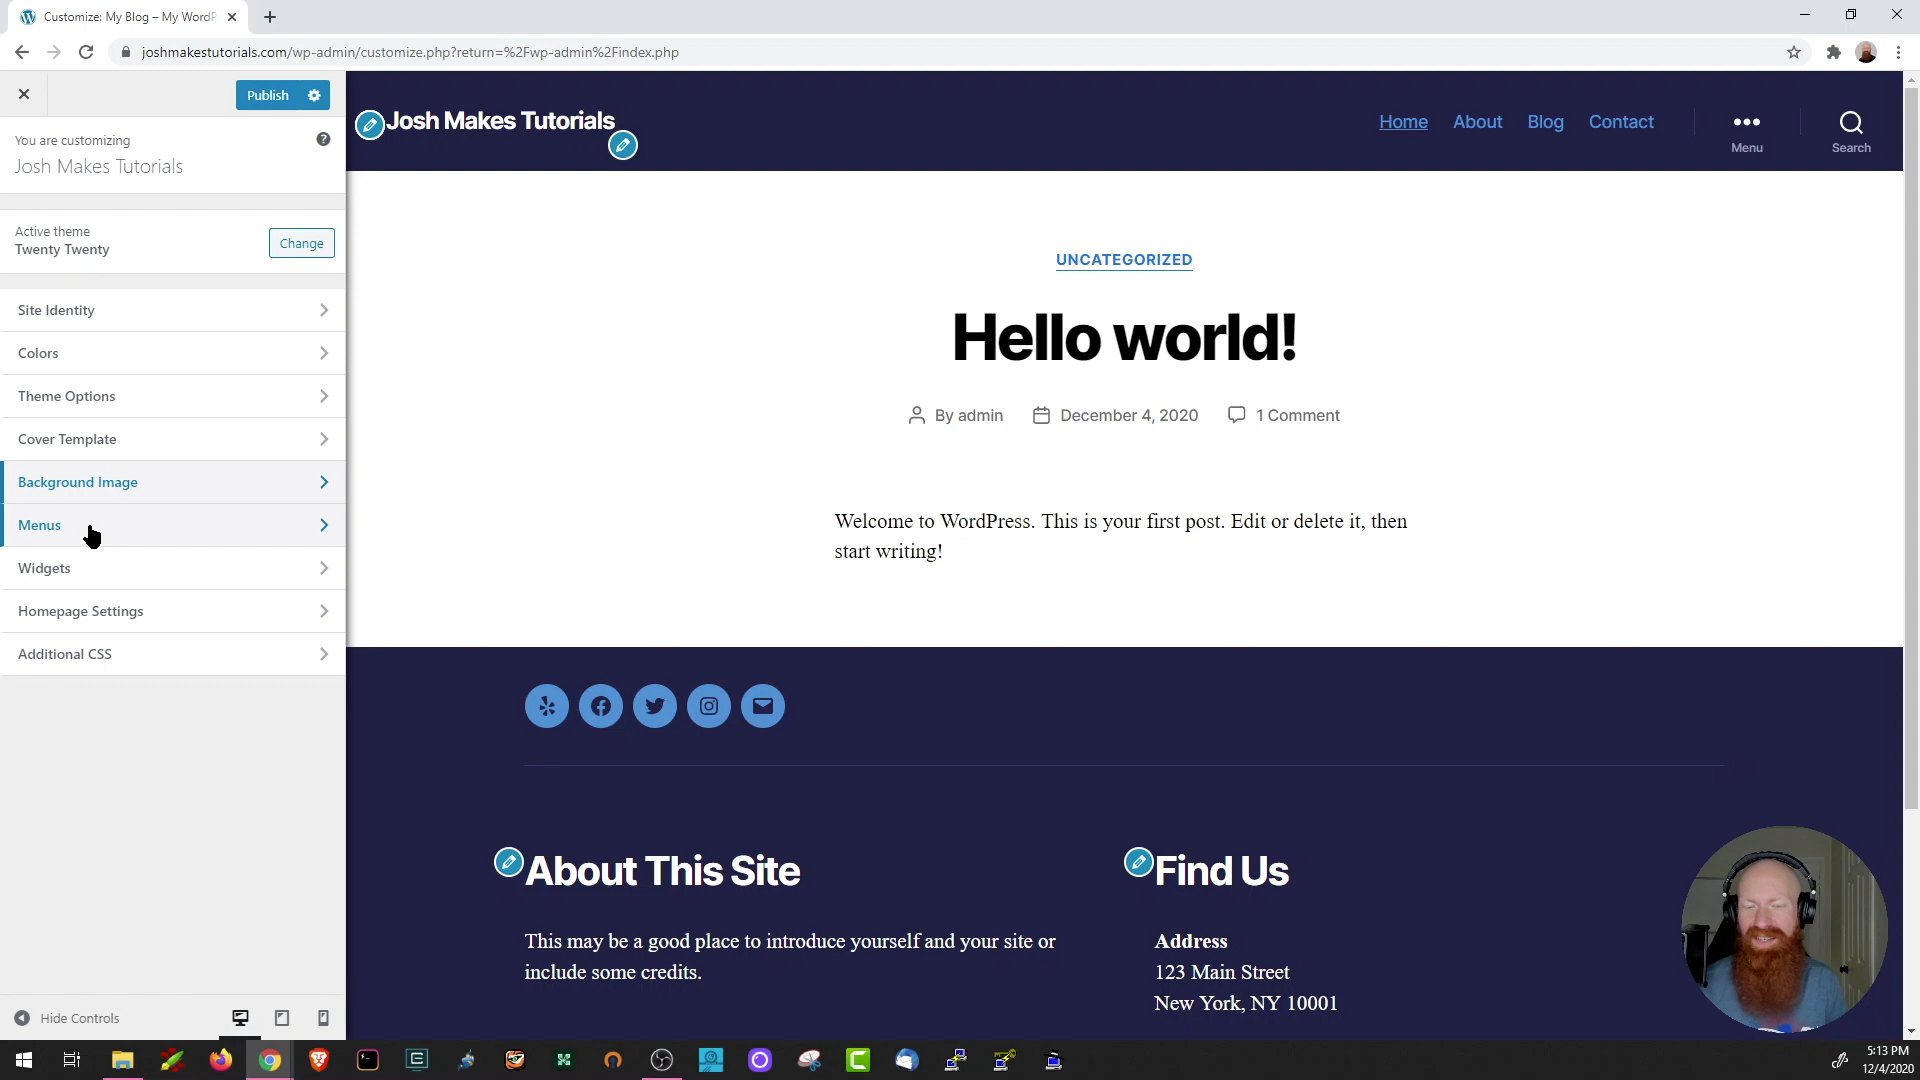 Customize: My Blog – My WordP
joshmakestutorials.com/wp-admin/customize.php?return=%2Fwp-admin%2Findex.php
Publish
You are customizing
Josh Makes Tutorials
Active theme
Twenty Twenty
Change
Site Identity
Colors
Theme Options
Cover Template
Background Image
Menus
Widgets
Homepage Settings
Additional CSS
Hide Controls
Josh Makes Tutorials
Home About Blog Contact
Menu
Search
UNCATEGORIZED
Hello world!
By admin December 4, 2020 1 Comment
Welcome to WordPress. This is your first post. Edit or delete it, then
start writing!
About This Site
This may be a good place to introduce yourself and your site or
include some credits.
Find Us
Address
123 Main Street
New York, NY 10001
5:13 PM
12/4/2020